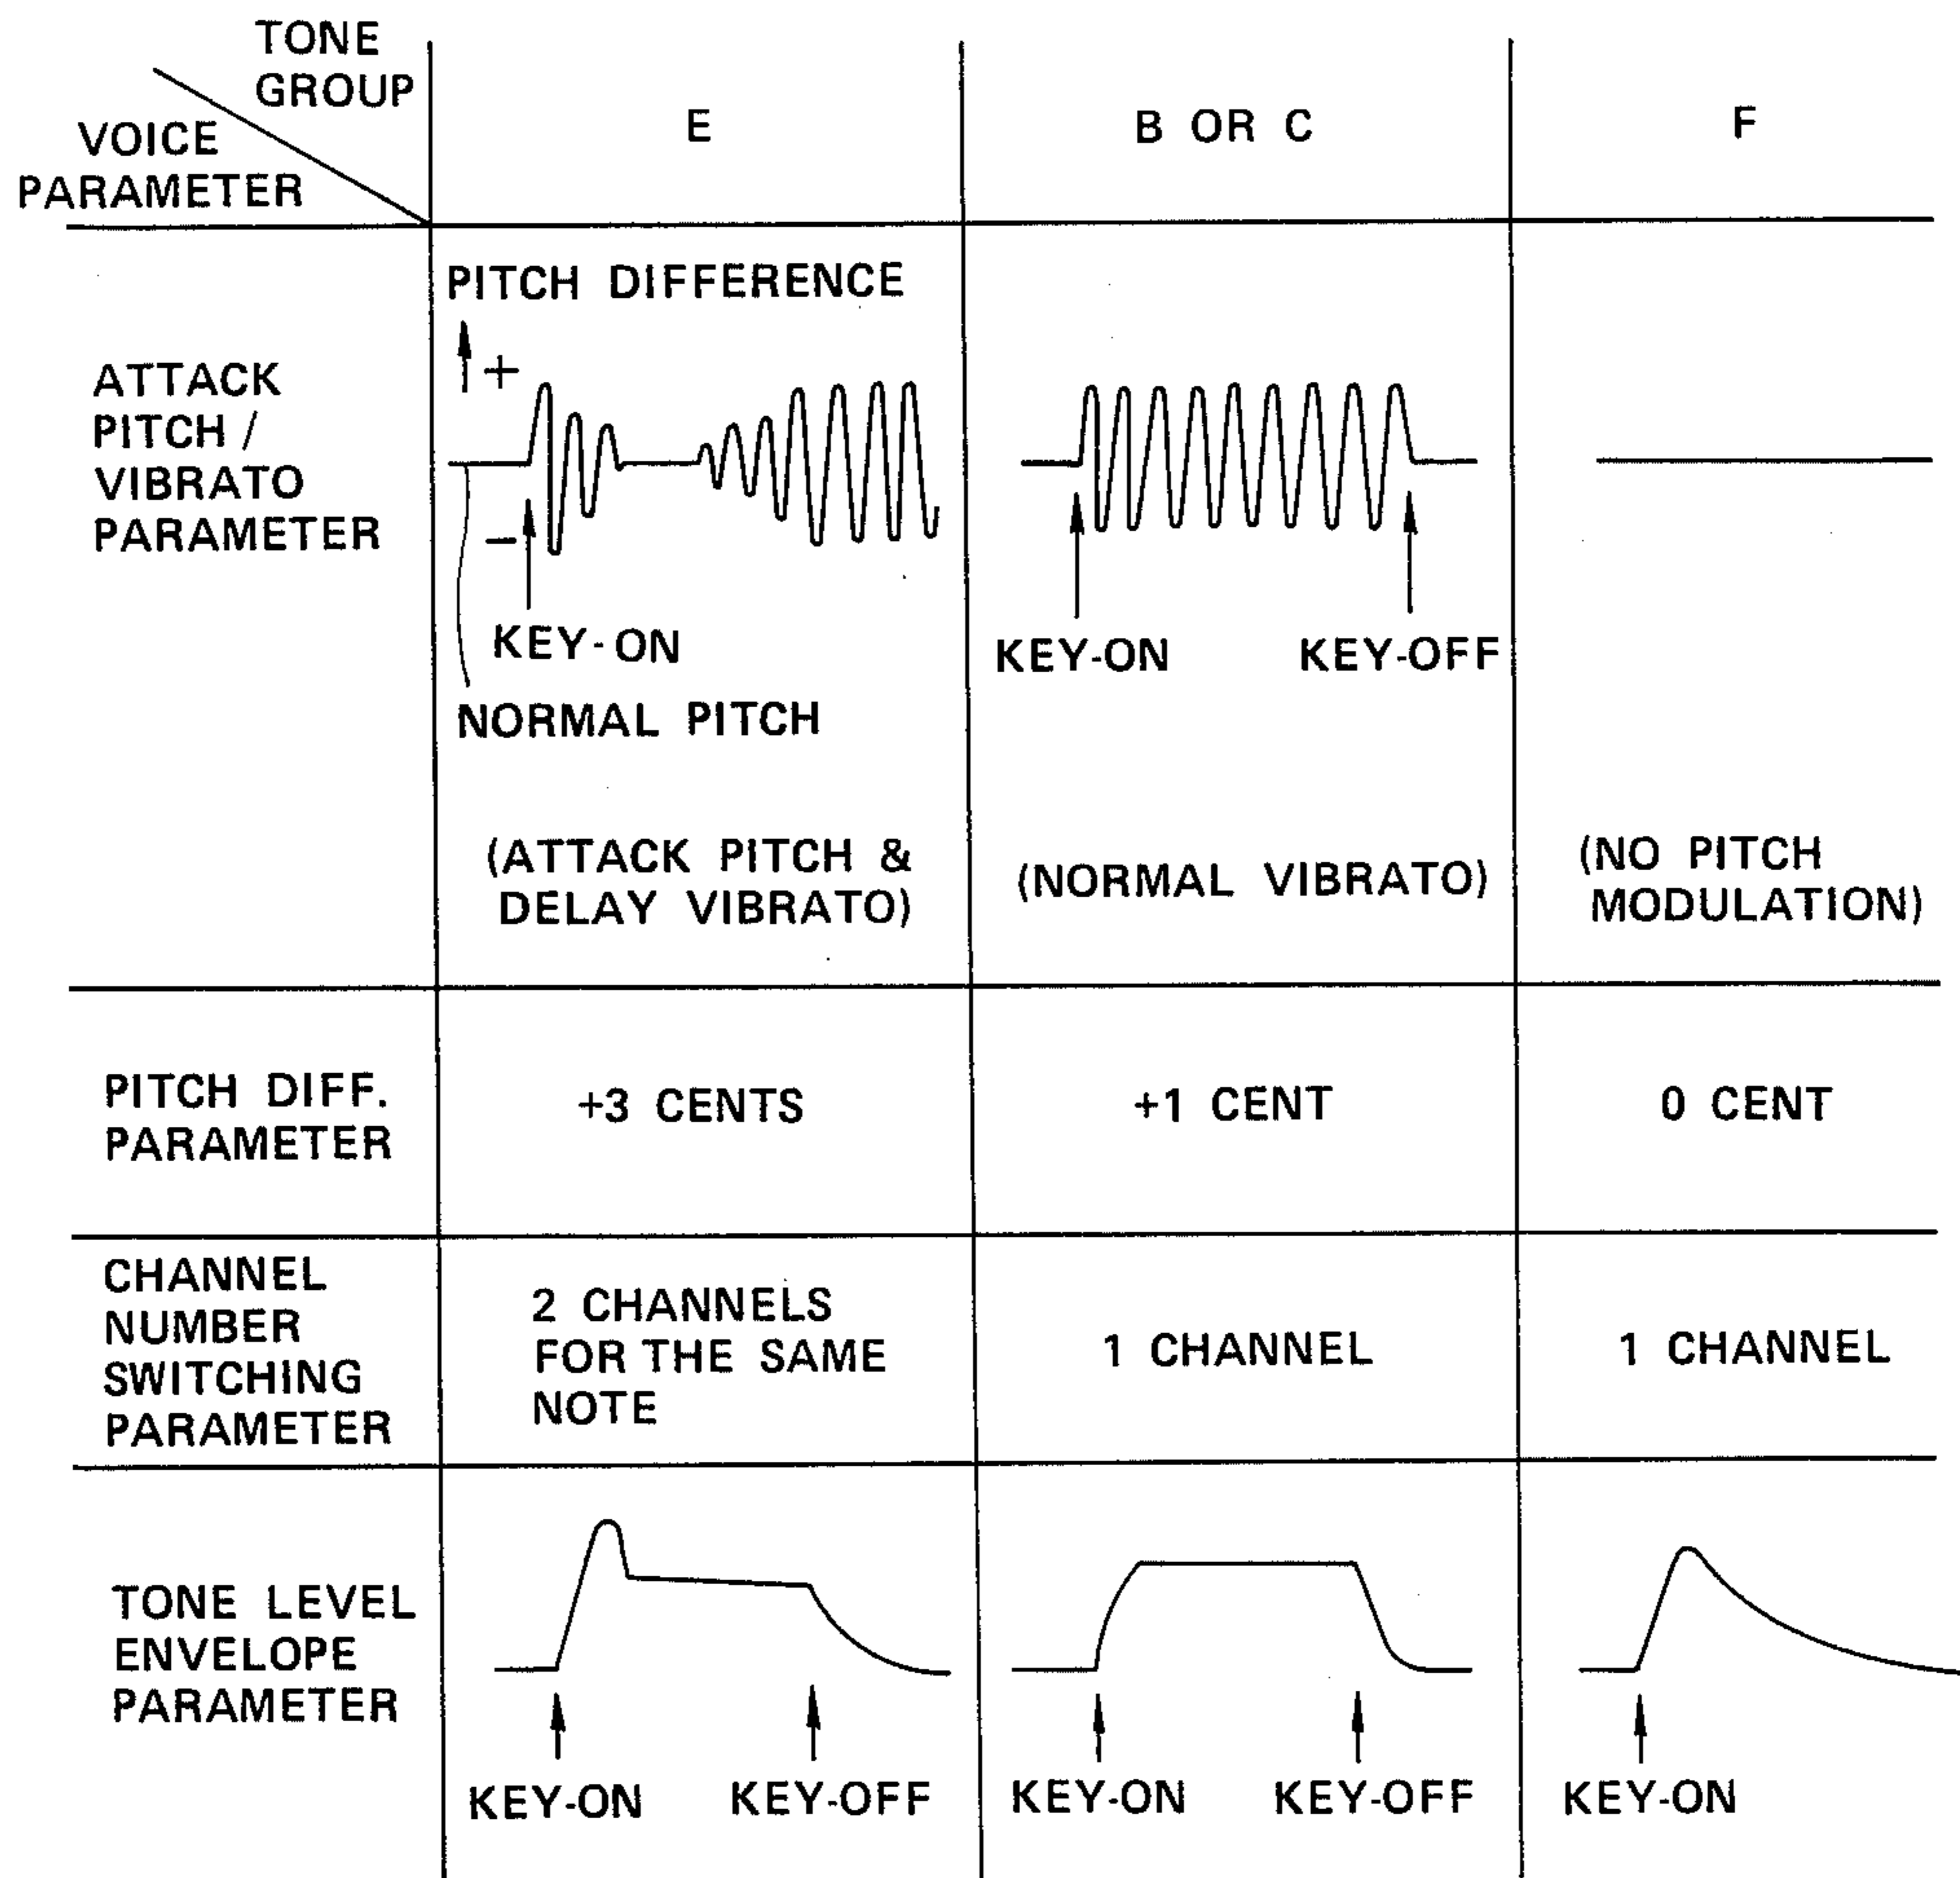 TONE
GROUP
VOICE
PARAMETER
E
B OR C
F
ATTACK
PITCH /
VIBRATO
PARAMETER
PITCH DIFFERENCE
+
−
KEY-ON
NORMAL PITCH
(ATTACK PITCH &
DELAY VIBRATO)
KEY-ON
KEY-OFF
(NORMAL VIBRATO)
(NO PITCH
MODULATION)
PITCH DIFF.
PARAMETER
+3 CENTS
+1 CENT
0 CENT
CHANNEL
NUMBER
SWITCHING
PARAMETER
2 CHANNELS
FOR THE SAME
NOTE
1 CHANNEL
1 CHANNEL
TONE LEVEL
ENVELOPE
PARAMETER
KEY-ON
KEY-OFF
KEY-ON
KEY-OFF
KEY-ON